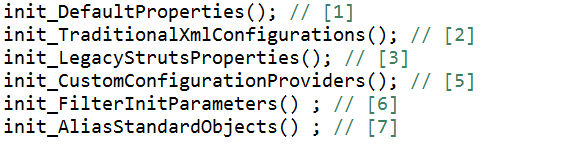 init_DefaultProperties(); // [1]
init_TraditionalXmlConfigurations(); // [2]
init_LegacyStrutsProperties(); // [3]
init_CustomConfigurationProviders(); // [5]
init_FilterInitParameters() ; // [6]
init_AliasStandardObjects() ; // [7]